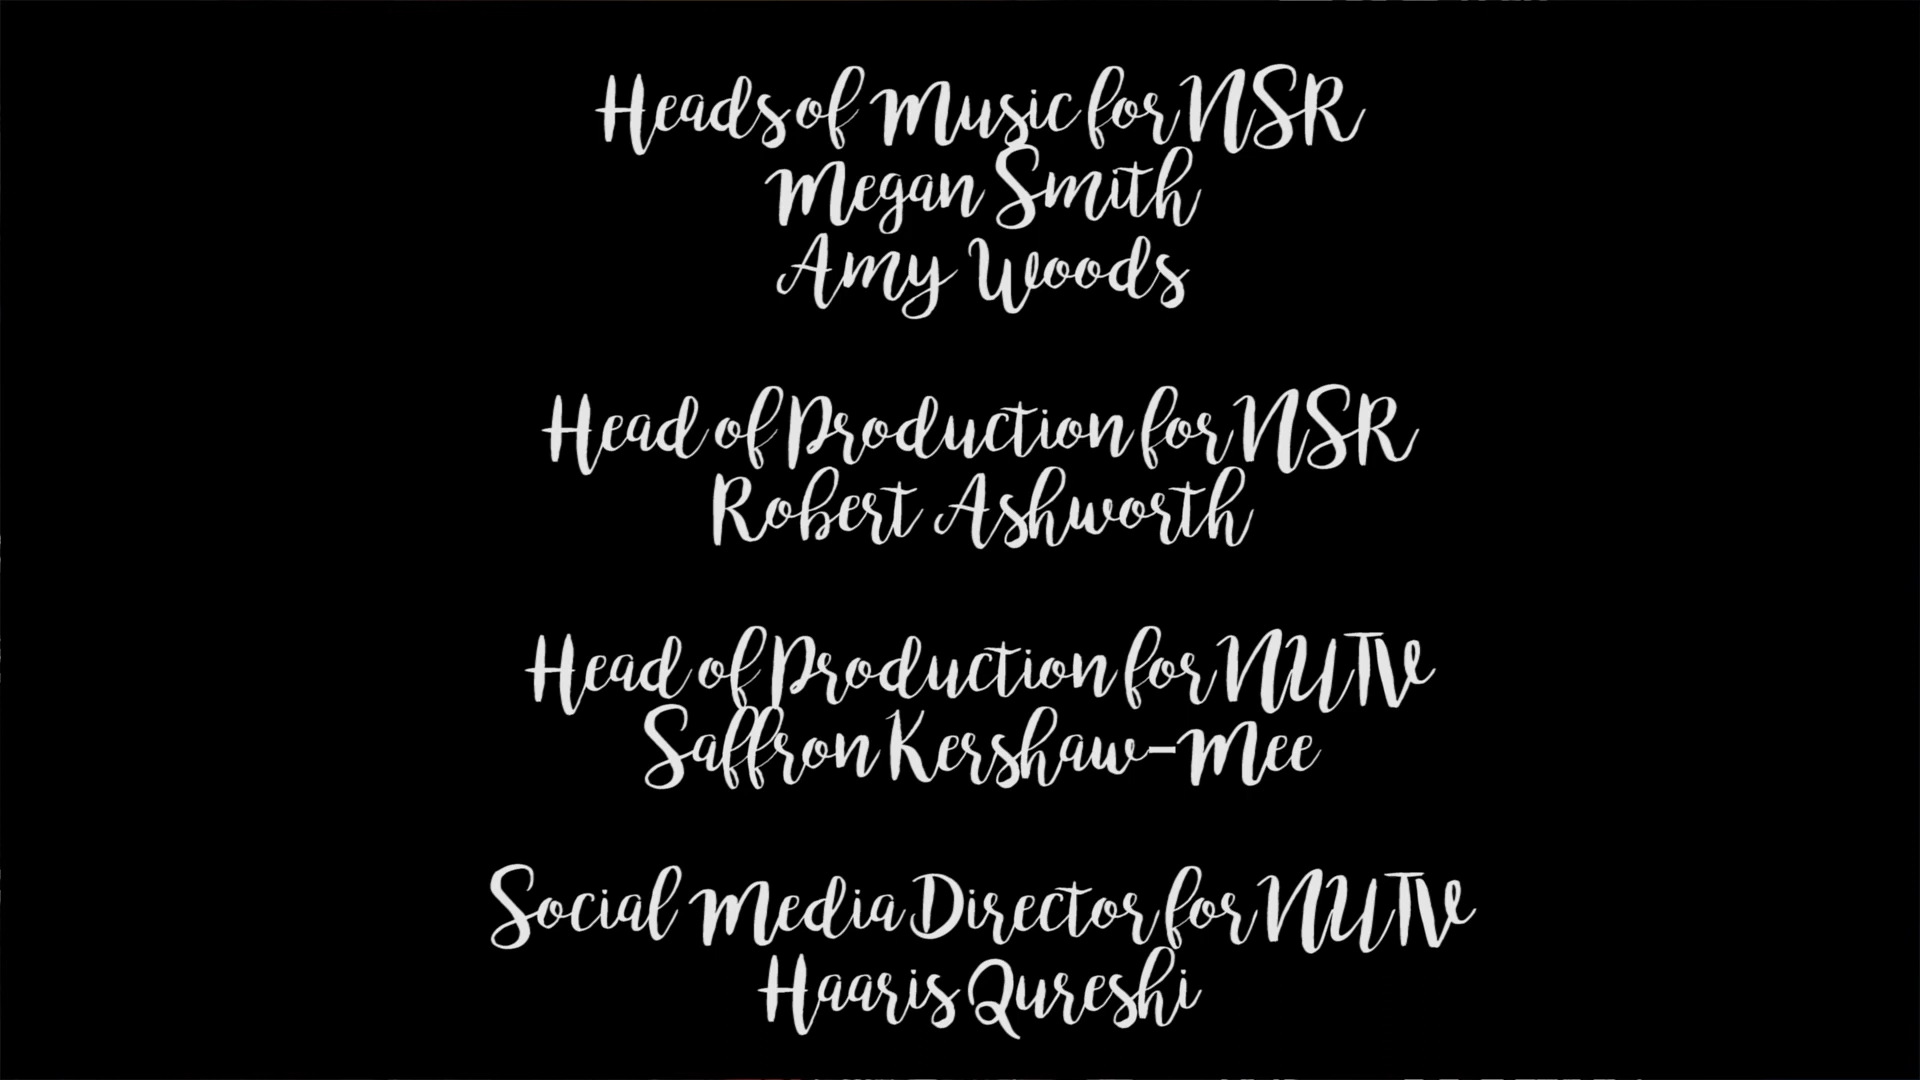 Heads of Music for NSR
Megan Smith
Amy Woods
Head of Production for NSR
Robert Ashworth
Head of Production for NUTV
Saffron Kershaw-Mee
Social Media Director for NUTV
Haaris Qureshi